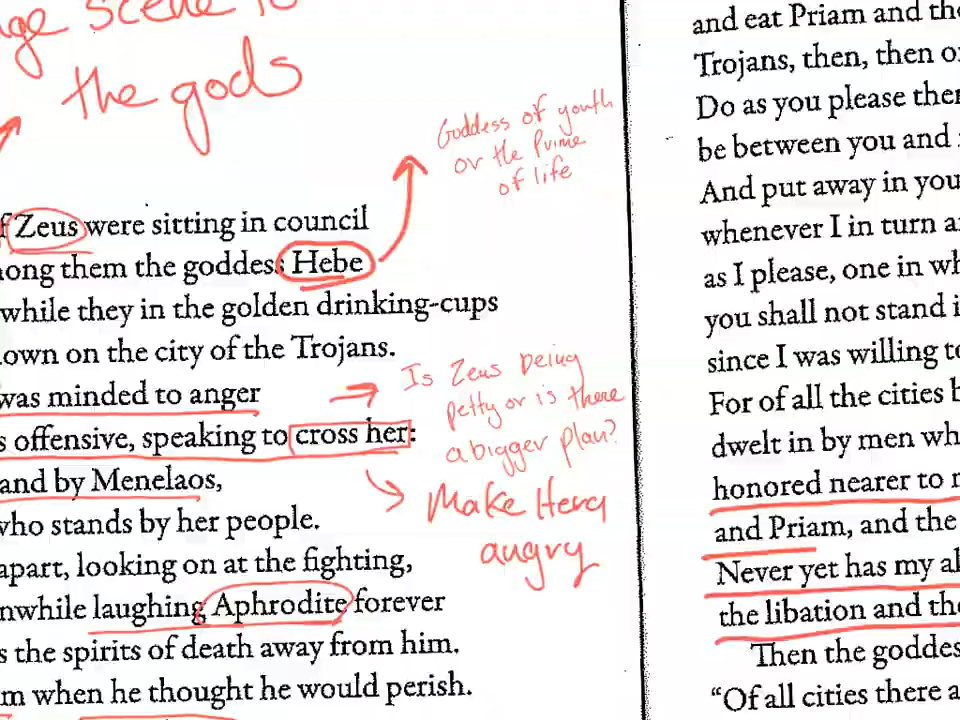 scene to
the gods
Goddess of youth
or the Prime
of life
Zeus were sitting in council
ong them the goddess Hebe
while they in the golden drinking-cups
own on the city of the Trojans.
was minded to anger
s offensive, speaking to cross her:
and by Menelaos,
who stands by her people.
apart, looking on at the fighting,
nwhile laughing Aphrodite forever
s the spirits of death away from him.
m when he thought he would perish.
Is Zeus being
petty or is there
a bigger plan?
Make Hera
angry
and eat Priam and the
Trojans, then, then o
Do as you please then
be between you and
And put away in you
whenever I in turn a
as I please, one in wh
you shall not stand i
since I was willing to
For of all the cities b
dwelt in by men wh
honored nearer to
and Priam, and the
Never yet has my al
the libation and the
Then the goddes
“Of all cities there a